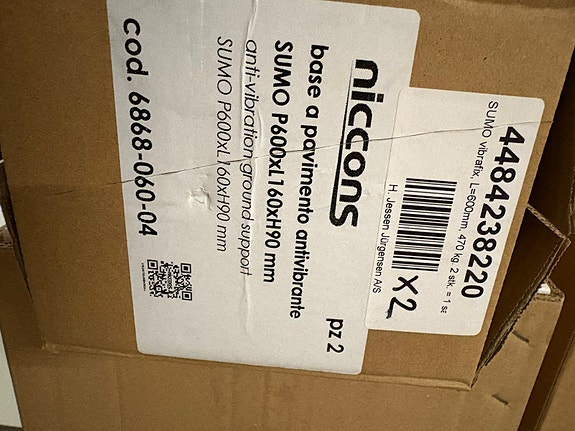 4484238220
SUMO vibrafix, L=600mm, 470 kg 2 stk. = 1 sæ
H. Jessen Jürgensen A/S
X2
niccons
base a pavimento antivibrante
SUMO P600xL160xH90 mm
pz 2
anti-vibration ground support
SUMO P600xL160xH90 mm
cod. 6868-060-04